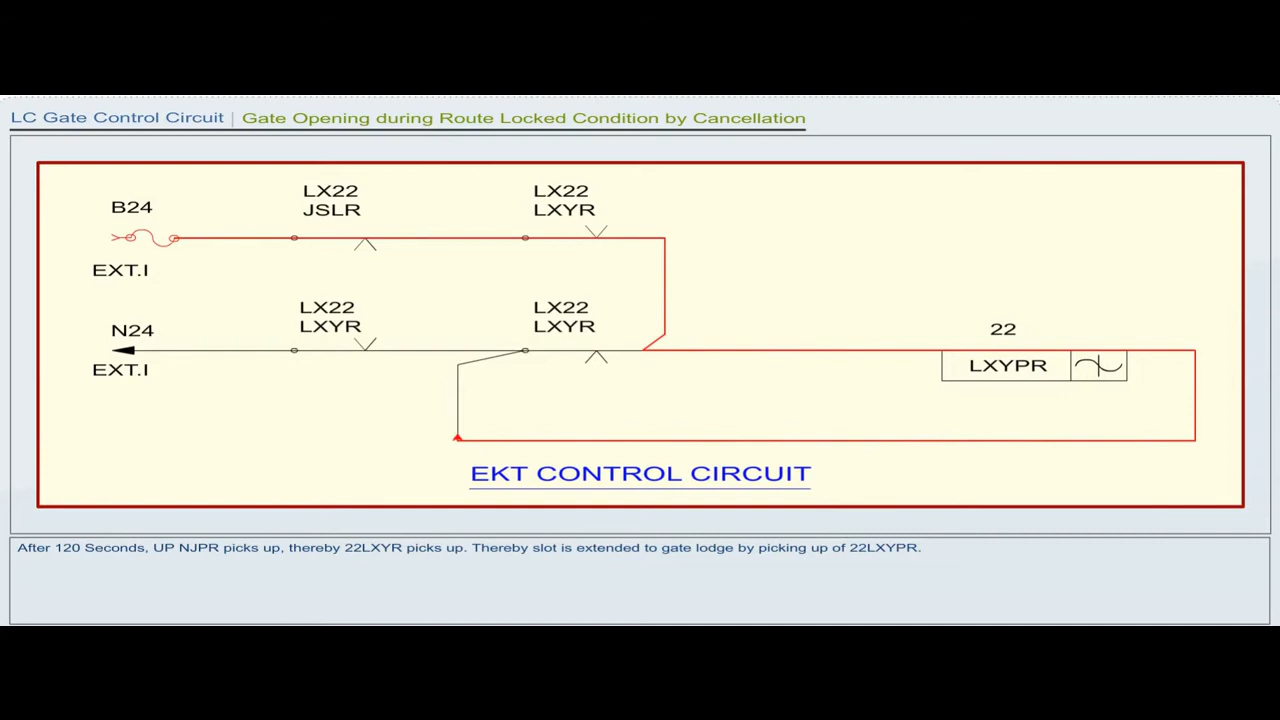 LC Gate Control Circuit | Gate Opening during Route Locked Condition by Cancellation
LX22
JSLR
LX22
LXYR
B24
EXT.I
LX22
LXYR
LX22
LXYR
N24
EXT.I
22
LXYPR
EKT CONTROL CIRCUIT
After 120 Seconds, UP NJPR picks up, thereby 22LXYR picks up. Thereby slot is extended to gate lodge by picking up of 22LXYPR.